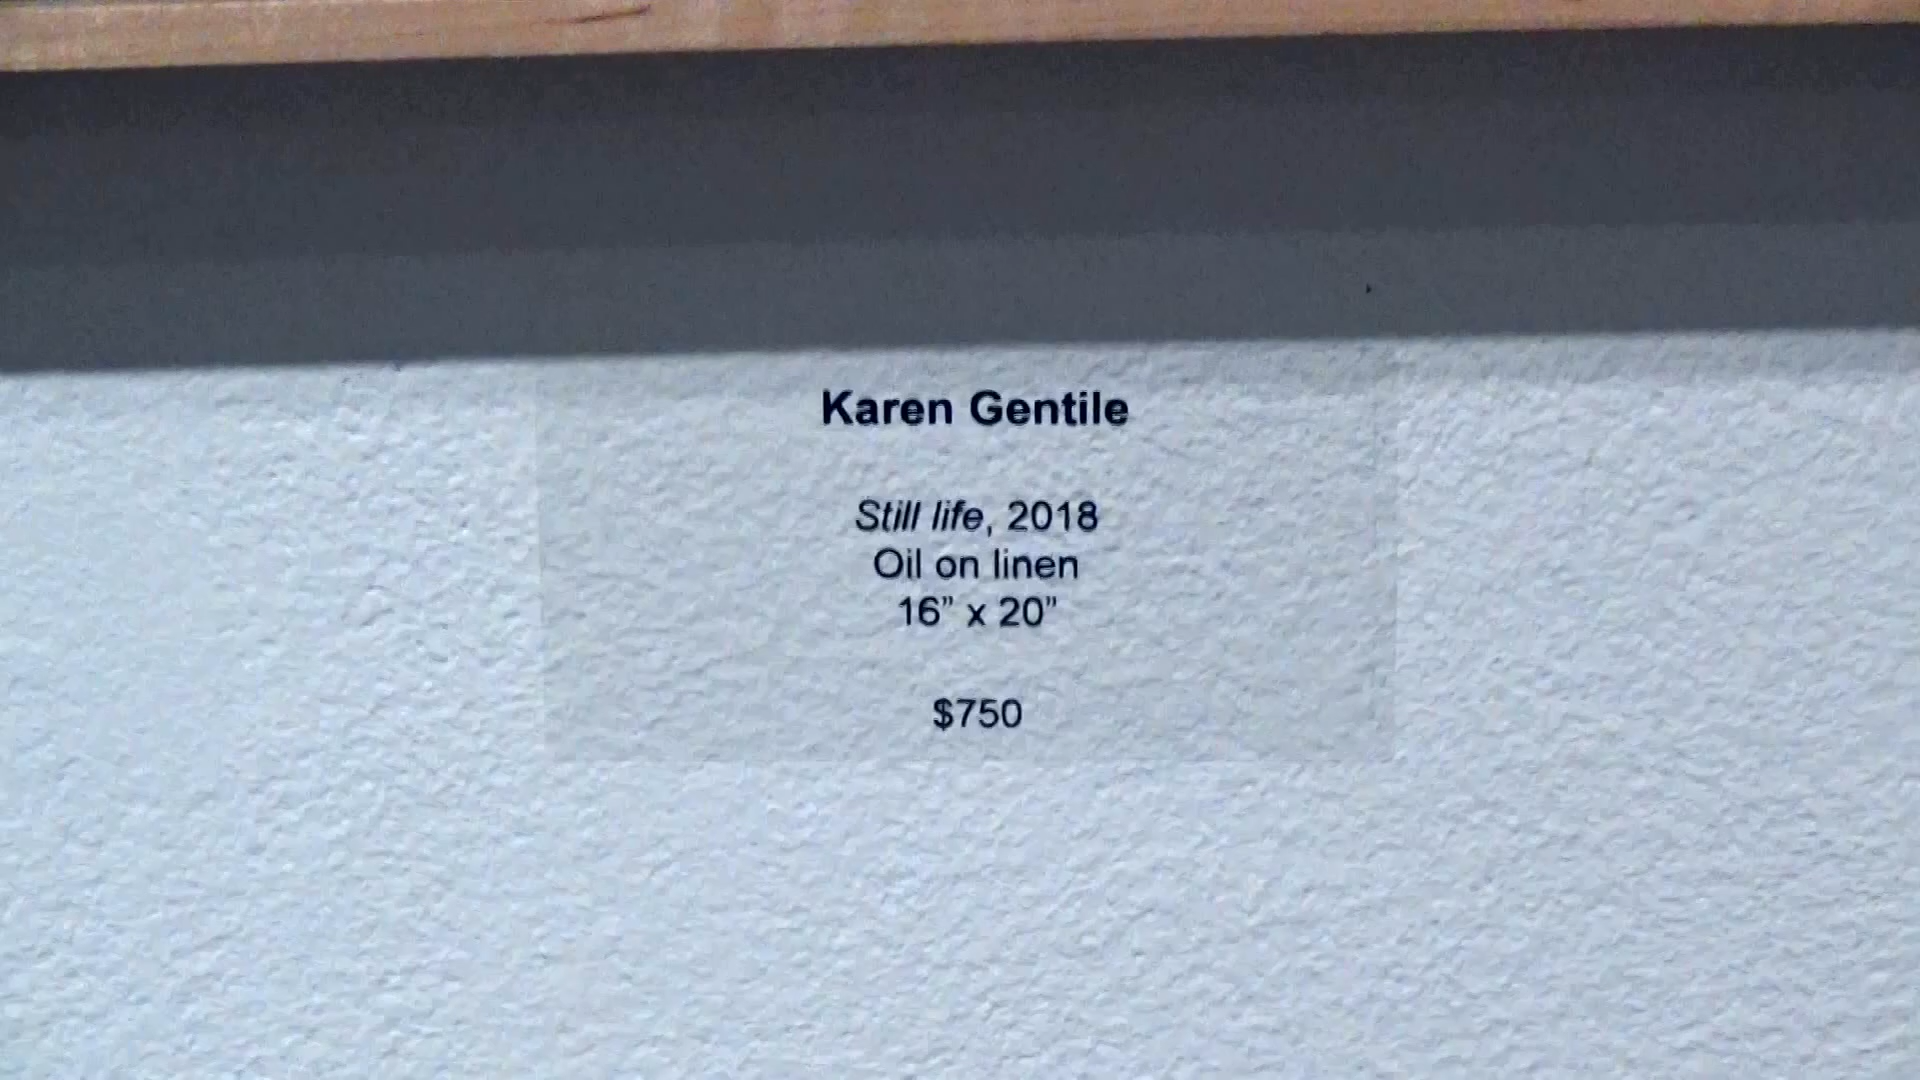 Karen Gentile
Still life, 2018
Oil on linen
16” x 20”
$750